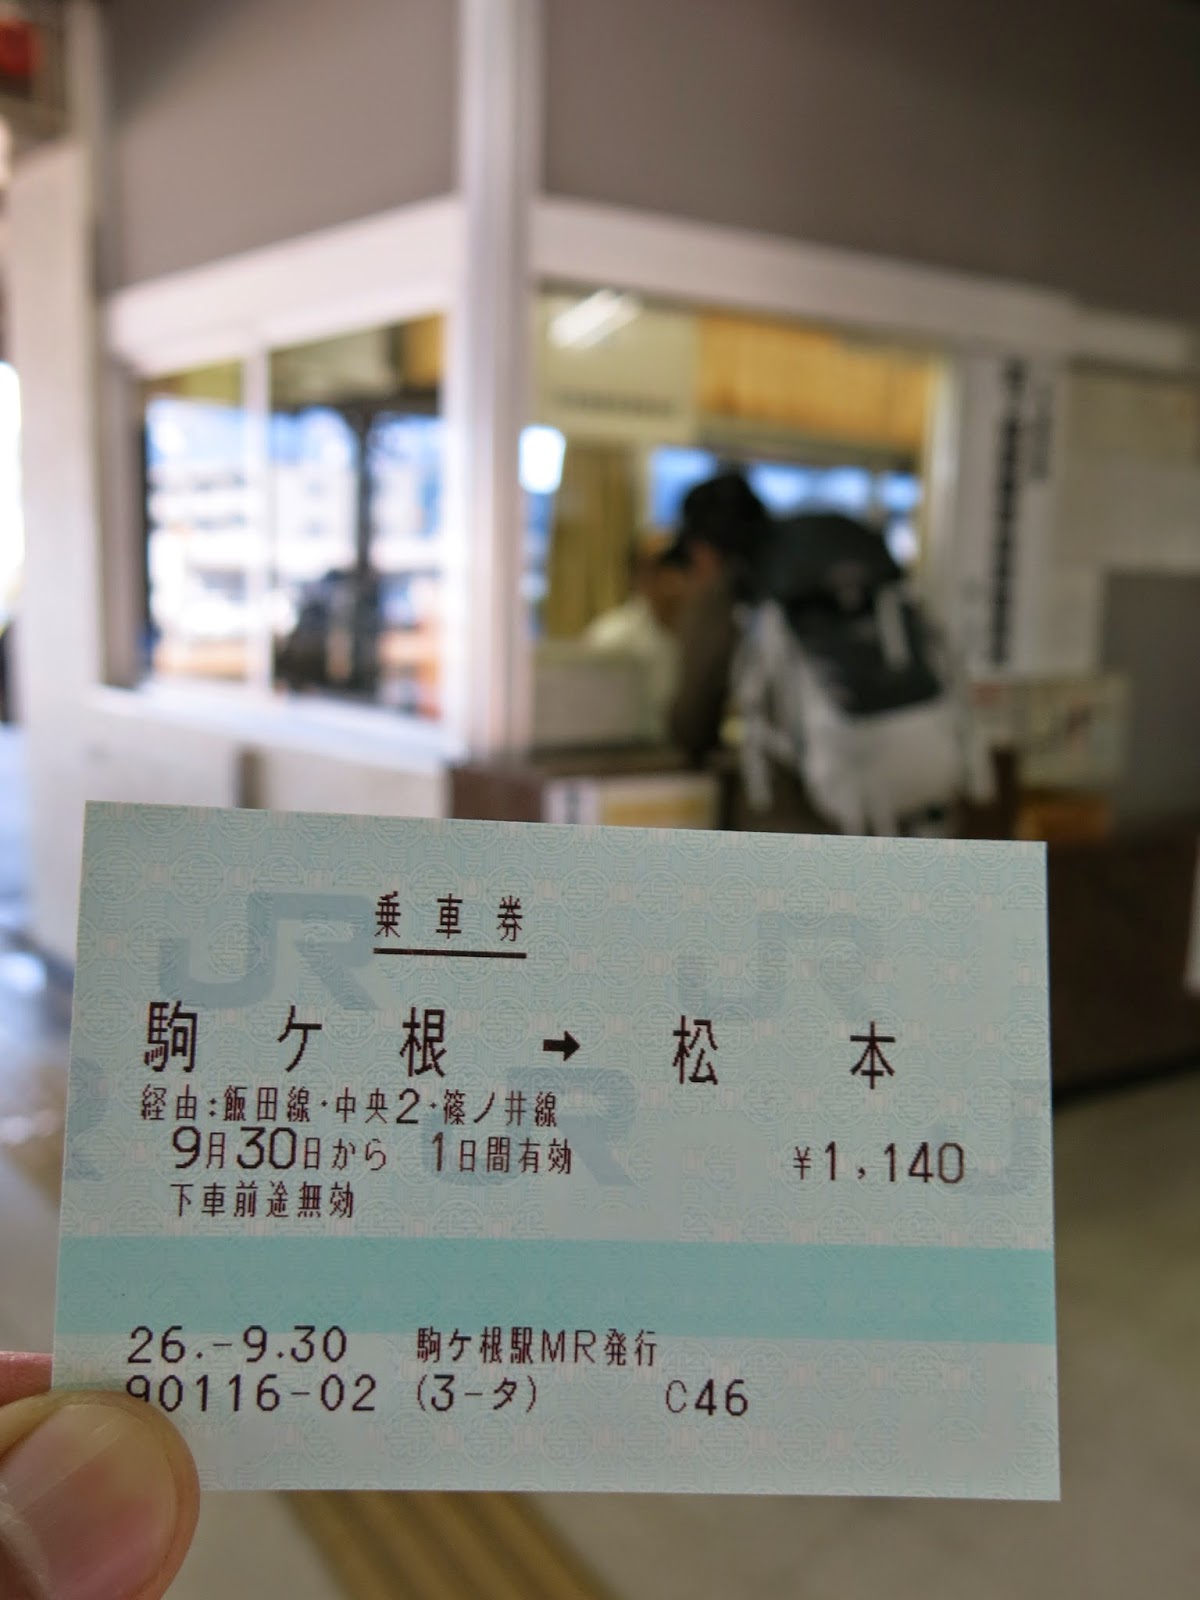 乗車券
駒ケ根 → 松本
経由:飯田線・中央2・篠ノ井線
9月30日から 1日間有効 ¥1,140
下車前途無効
26.-9.30 駒ケ根駅MR発行
90116-02 (3-タ) C46